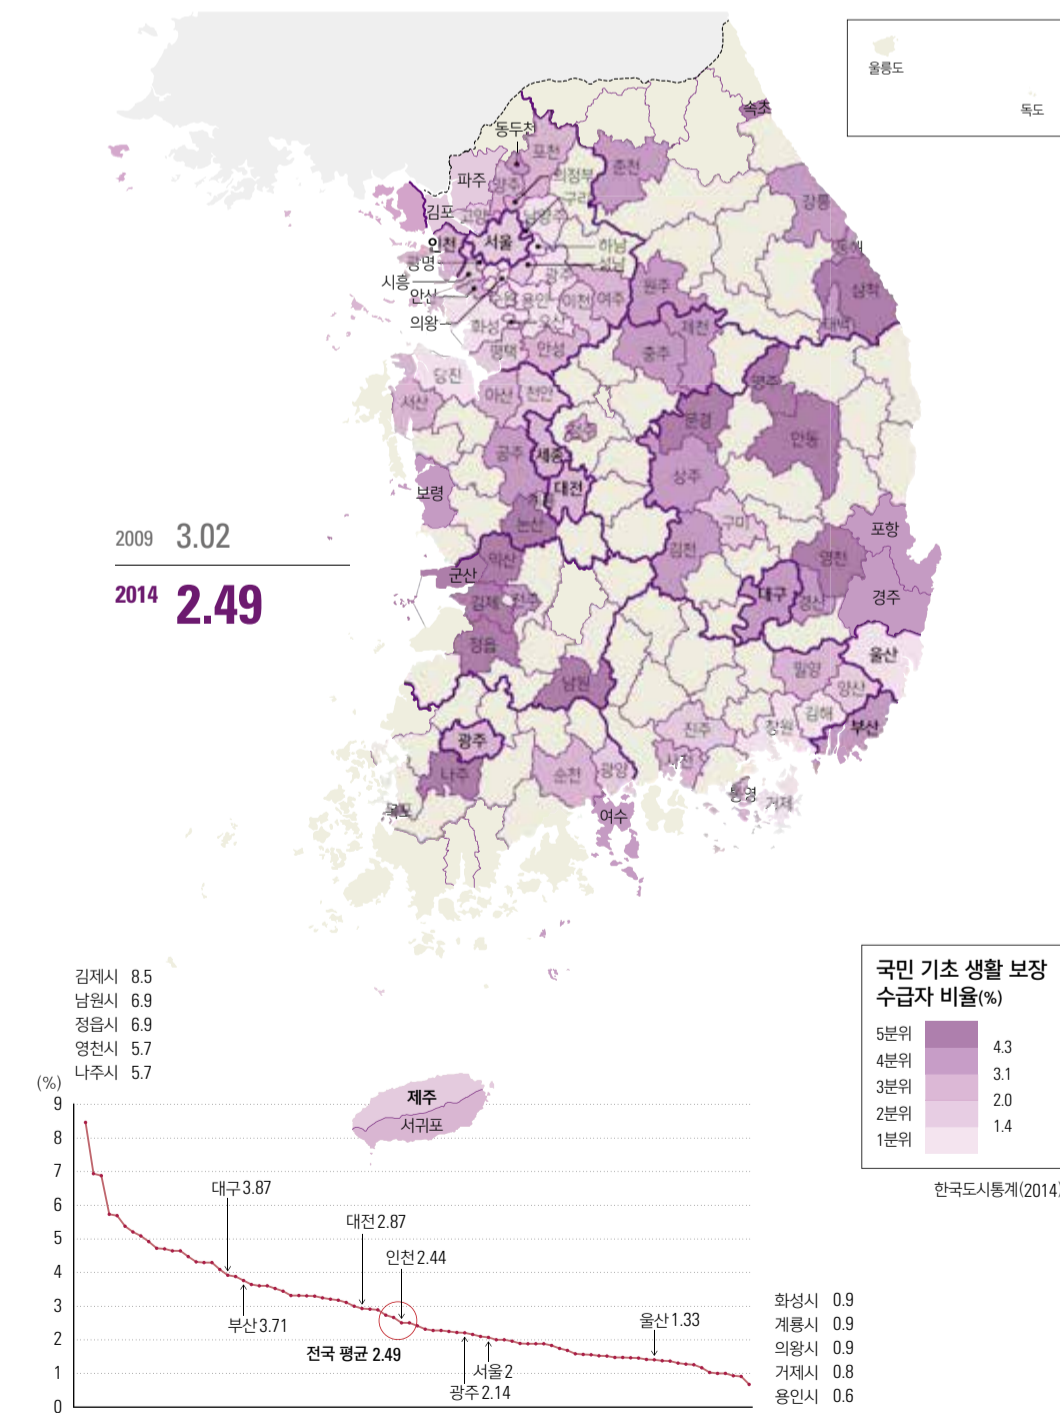 울릉도
독도
속초
동두천
포천
춘천
의정부
파주
양주
구리
강릉
김포
고양
남양주
인천
서울
하남
동해
광명
성남
시흥
광주
삼척
안산
수원
용인
이천
여주
원주
의왕
화성
오산
제천
태백
평택
안성
충주
당진
영주
서산
아산
천안
청주
문경
안동
공주
세종
상주
보령
대전
계룡
구미
논산
포항
2009 3.02
익산
김천
영천
군산
2014 2.49
김제
전주
대구
경산
경주
정읍
울산
남원
밀양
양산
김해
광주
진주
창원
부산
나주
순천
광양
사천
목포
여수
통영
거제
김제시 8.5
남원시 6.9
정읍시 6.9
영천시 5.7
나주시 5.7
국민 기초 생활 보장
수급자 비율(%)
5분위
4.3
4분위
3.1
3분위
2.0
2분위
1.4
1분위
한국도시통계(2014)
제주
서귀포
(%)
9
8
7
6
5
4
3
2
1
0
대구 3.87
대전 2.87
인천 2.44
부산 3.71
전국 평균 2.49
서울 2
광주 2.14
울산 1.33
화성시 0.9
계룡시 0.9
의왕시 0.9
거제시 0.8
용인시 0.6